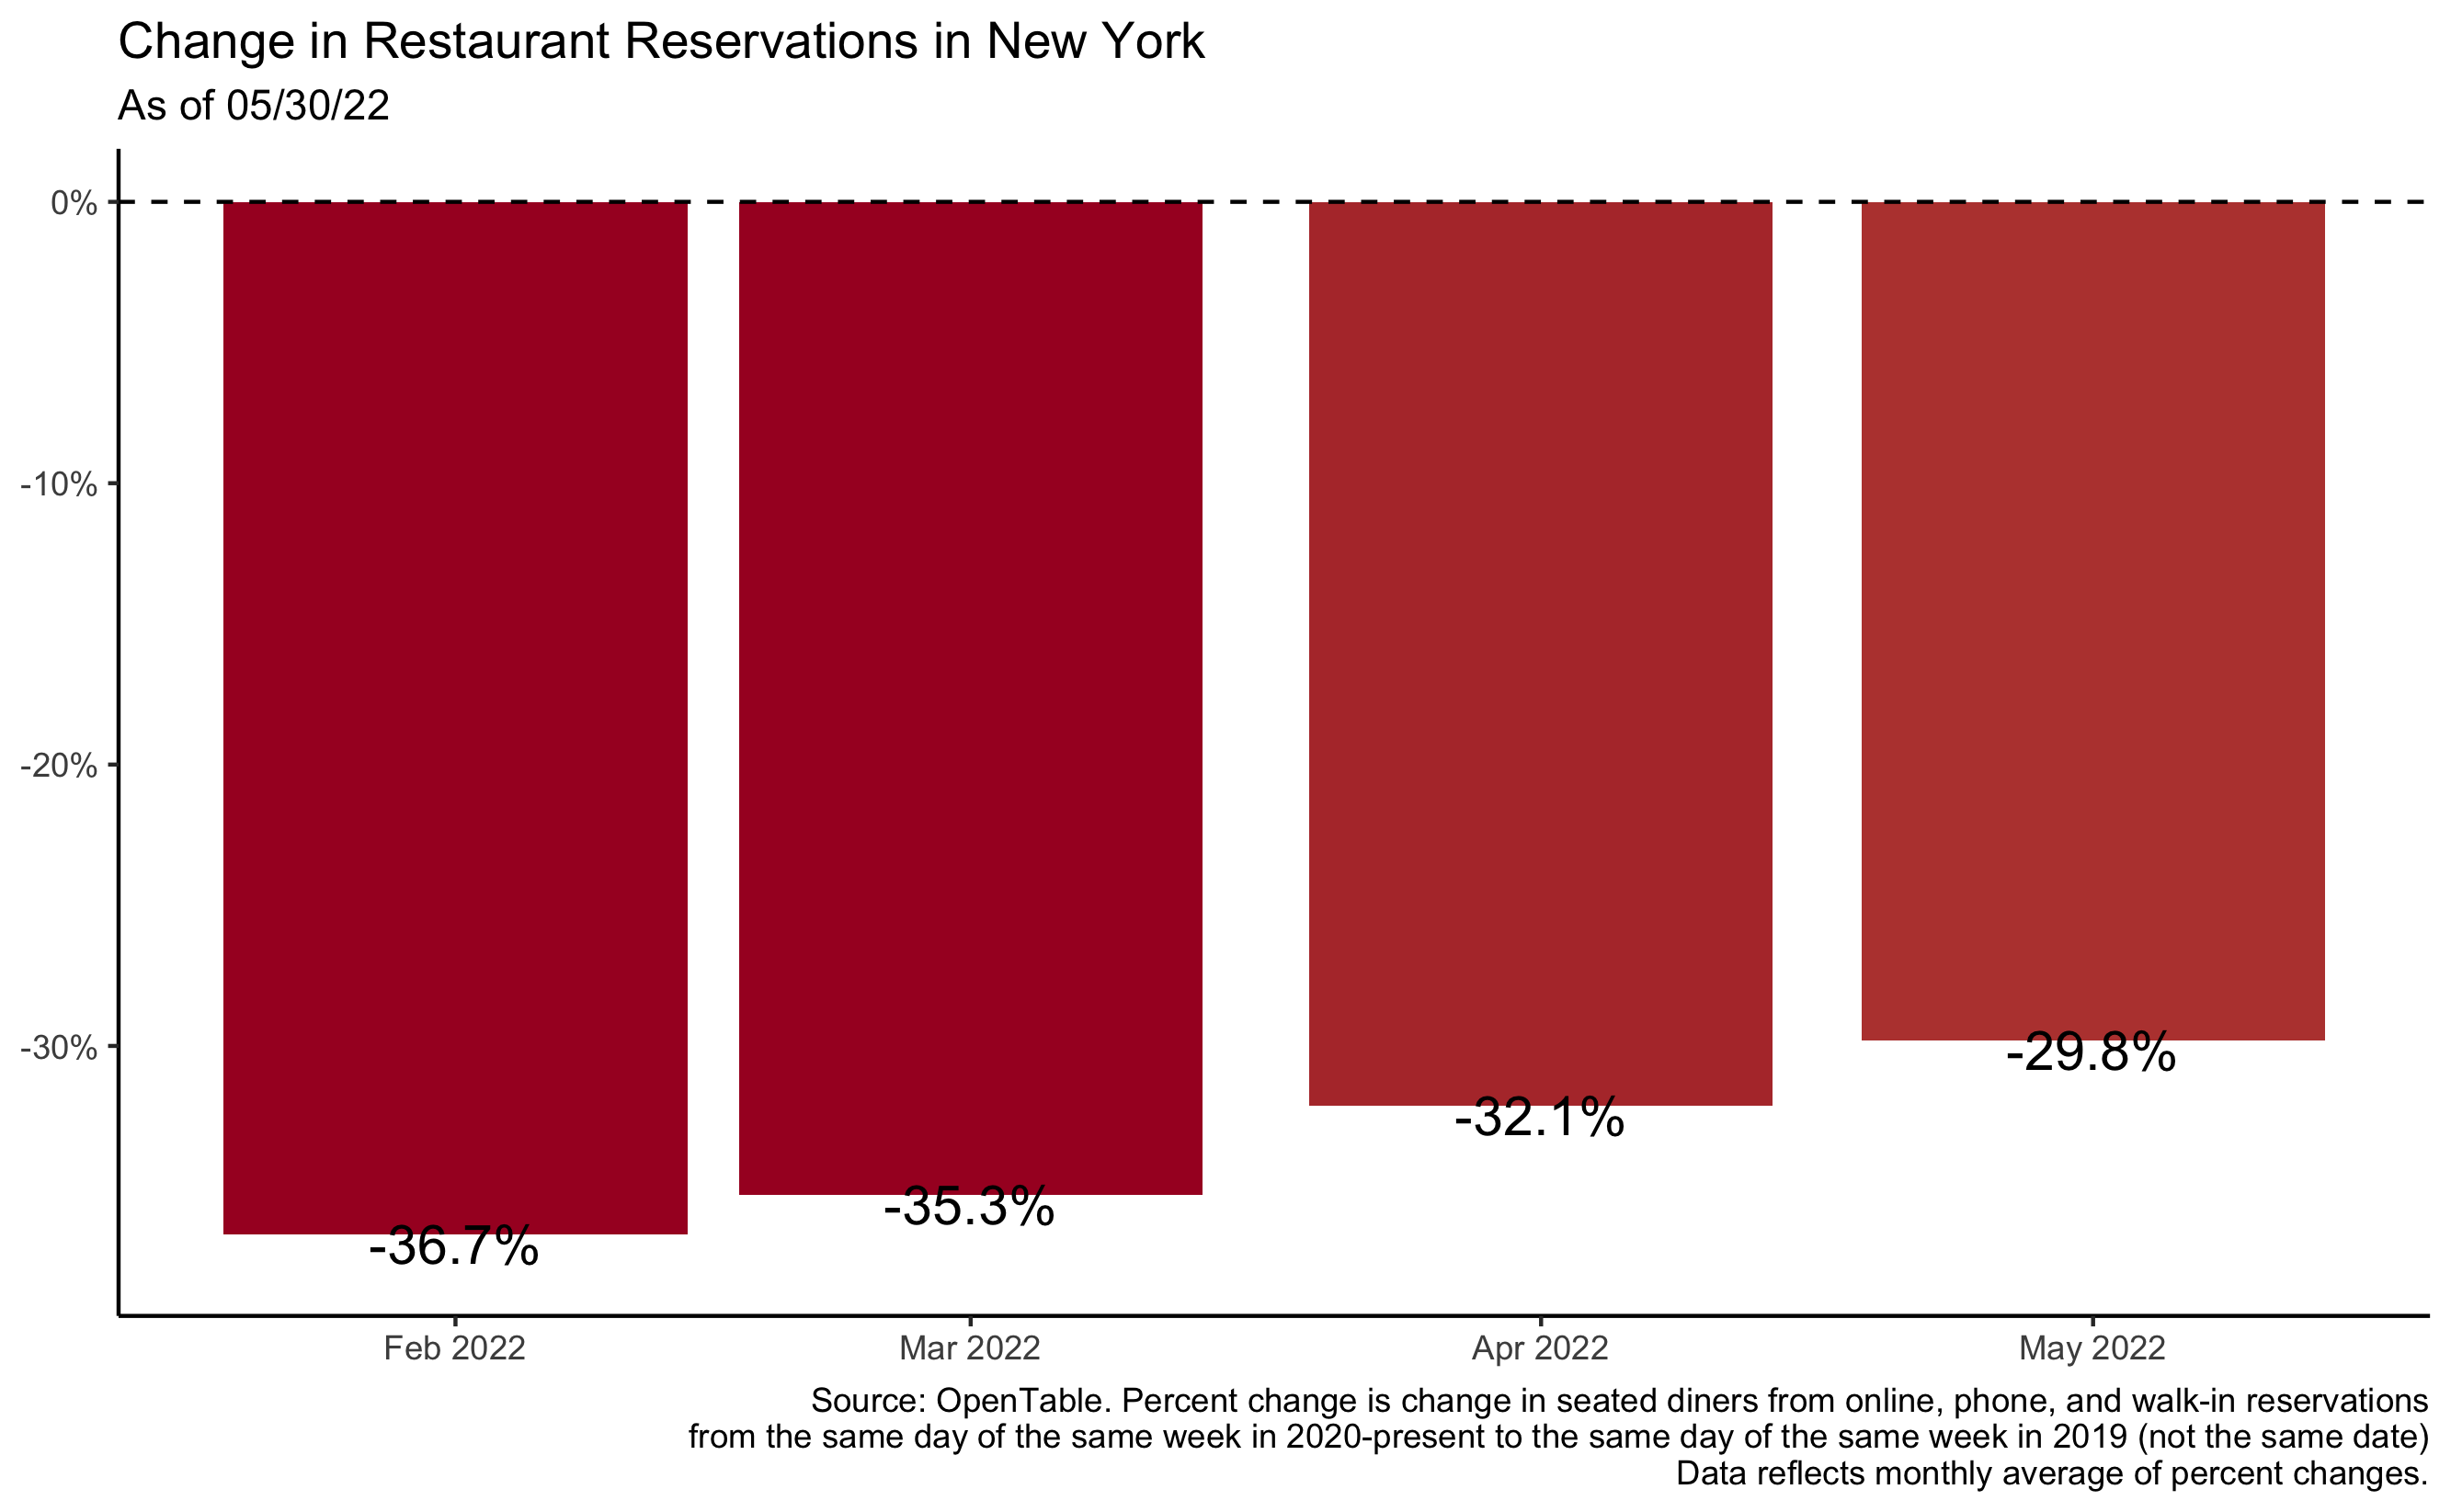 Change in Restaurant Reservations in New York
As of 05/30/22
0%
-10%
-20%
-30%
-36.7%
-35.3%
-32.1%
-29.8%
Feb 2022
Mar 2022
Apr 2022
May 2022
Source: OpenTable. Percent change is change in seated diners from online, phone, and walk-in reservations
from the same day of the same week in 2020-present to the same day of the same week in 2019 (not the same date)
Data reflects monthly average of percent changes.